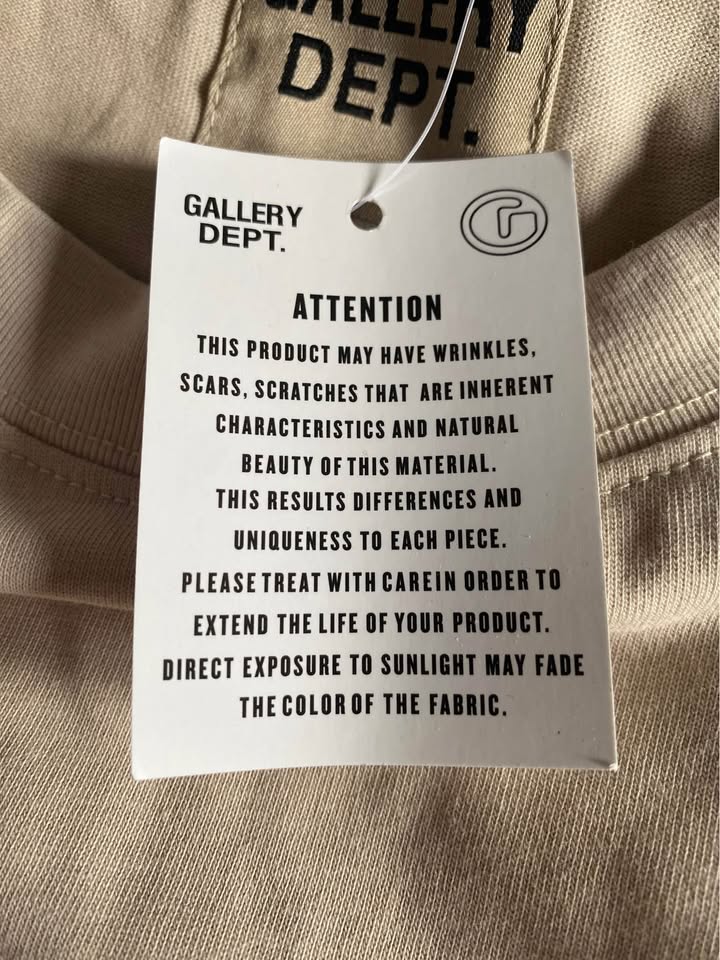 GALLERY
DEPT.
GALLERY
DEPT.
ATTENTION
THIS PRODUCT MAY HAVE WRINKLES,
SCARS, SCRATCHES THAT ARE INHERENT
CHARACTERISTICS AND NATURAL
BEAUTY OF THIS MATERIAL.
THIS RESULTS DIFFERENCES AND
UNIQUENESS TO EACH PIECE.
PLEASE TREAT WITH CAREIN ORDER TO
EXTEND THE LIFE OF YOUR PRODUCT.
DIRECT EXPOSURE TO SUNLIGHT MAY FADE
THE COLOR OF THE FABRIC.